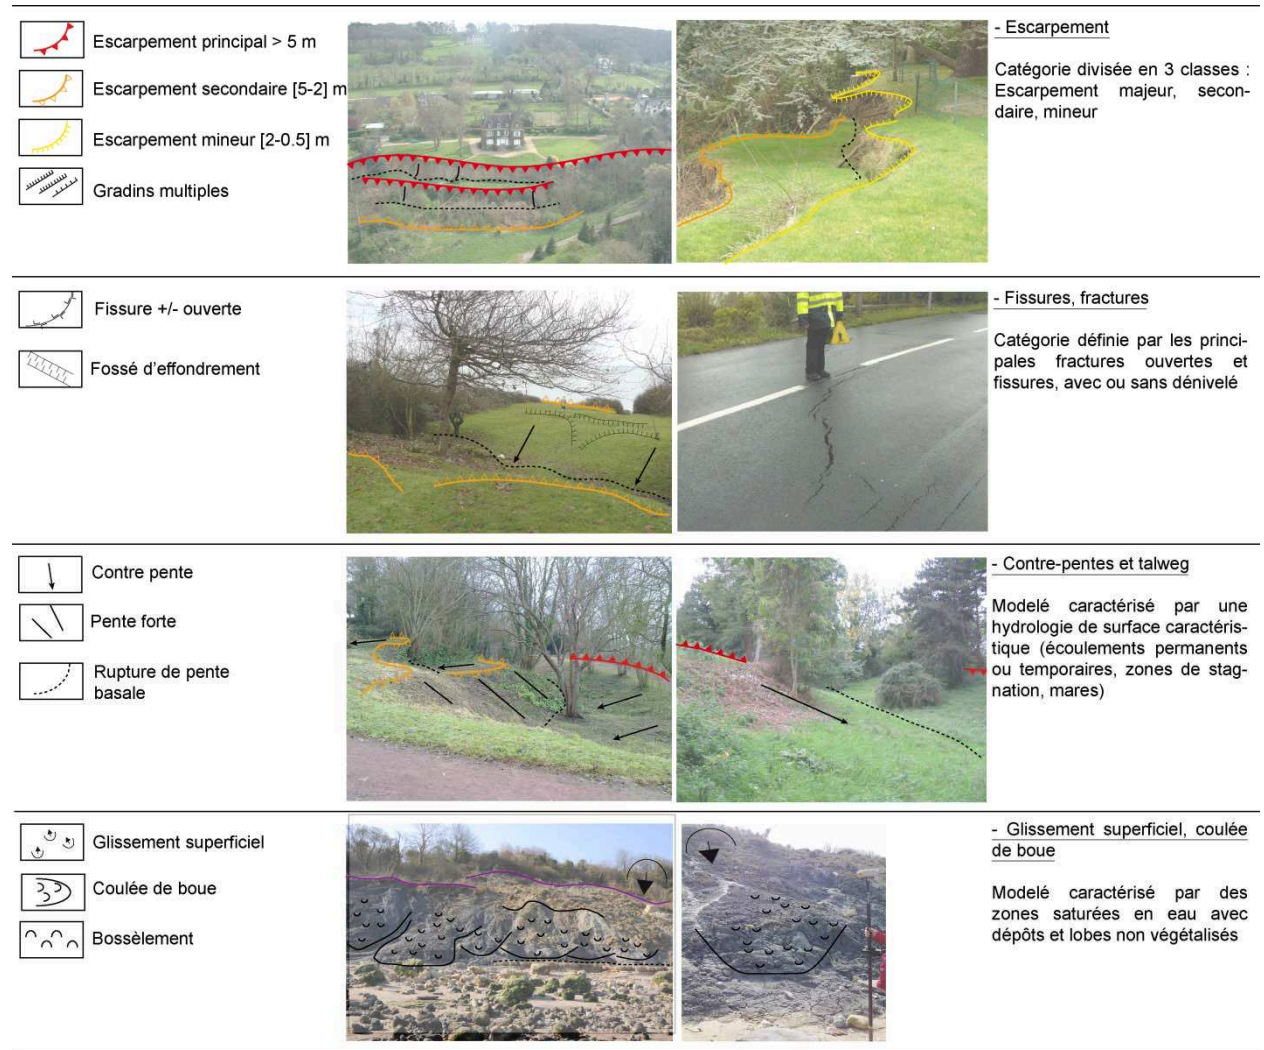 Escarpement principal > 5 m
Escarpement secondaire [5-2] m
Escarpement mineur [2-0.5] m
Gradins multiples
- Escarpement
Catégorie divisée en 3 classes :
Escarpement majeur, secon-
daire, mineur
Fissure +/- ouverte
Fossé d'effondrement
- Fissures, fractures
Catégorie définie par les princi-
pales fractures ouvertes et
fissures, avec ou sans dénivelé
Contre pente
Pente forte
Rupture de pente
basale
- Contre-pentes et talweg
Modelé caractérisé par une
hydrologie de surface caractéris-
tique (écoulements permanents
ou temporaires, zones de stag-
nation, mares)
Glissement superficiel
Coulée de boue
Bossèlement
- Glissement superficiel, coulée
de boue
Modelé caractérisé par des
zones saturées en eau avec
dépôts et lobes non végétalisés